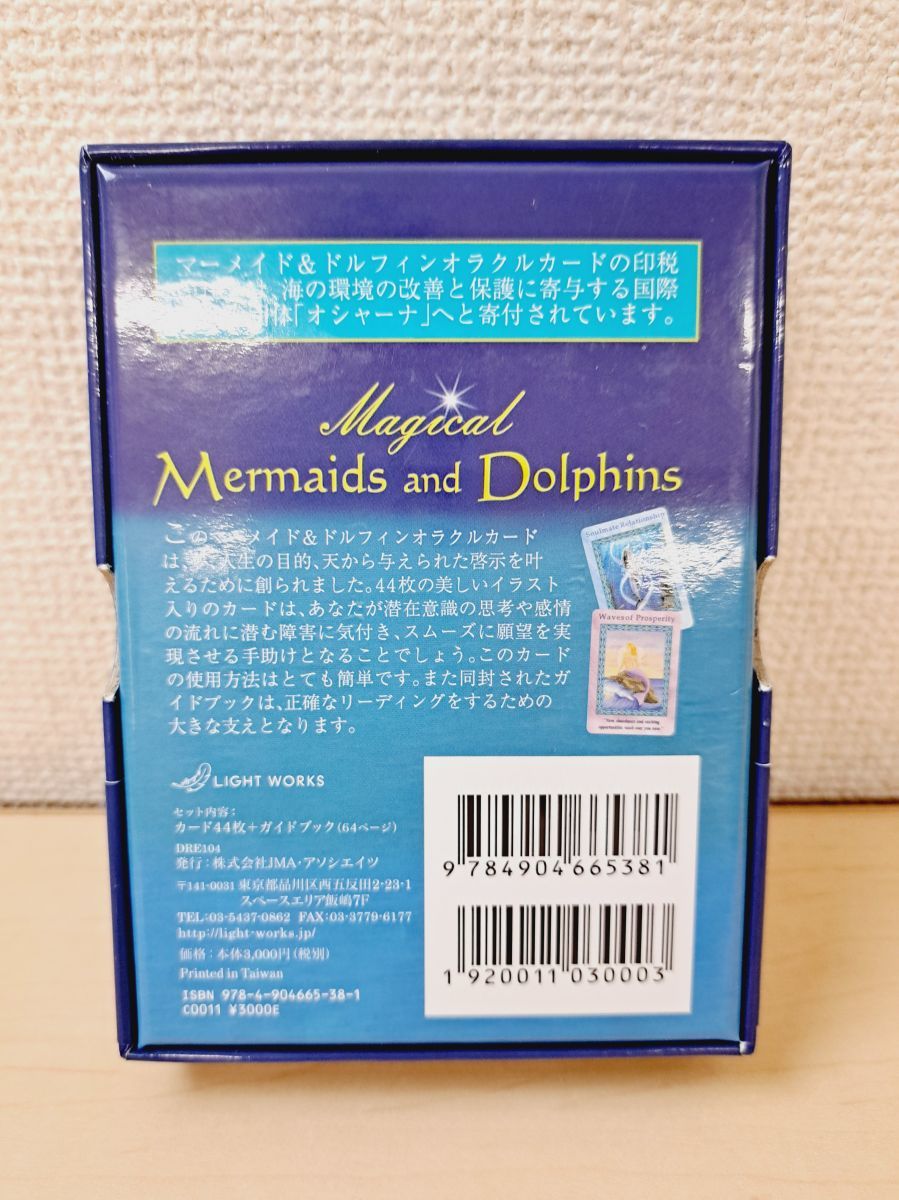 マーメイド&ドルフィンオラクルカードの印税
、海の環境の改善と保護に寄与する国際
体「オシャーナ」へと寄付されています。
Magical
Mermaids and Dolphins
このマーメイド&ドルフィンオラクルカード
は、人生の目的、天から与えられた啓示を叶
えるために創られました。44枚の美しいイラスト
入りのカードは、あなたが潜在意識の思考や感情
の流れに潜む障害に気付き、スムーズに願望を実
現させる手助けとなることでしょう。このカード
の使用方法はとても簡単です。また同封されたガ
イドブックは、正確なリーディングをするための
大きな支えとなります。
Soulmate Relationship
Waves of Prosperity
"New abundance and exciting
opportunities wash over you now."
LIGHT WORKS
セット内容:
カード44枚+ガイドブック(64ページ)
DRE104
発行:株式会社JMA・アソシエイツ
〒141-0031 東京都品川区西五反田2-23-1
スペースエリア飯嶋7F
TEL:03-5437-0862 FAX:03-3779-6177
http://light-works.jp/
価格:本体3,000円(税別)
Printed in Taiwan
ISBN 978-4-904665-38-1
C0011 ¥3000E
9784904665381
1920011030003